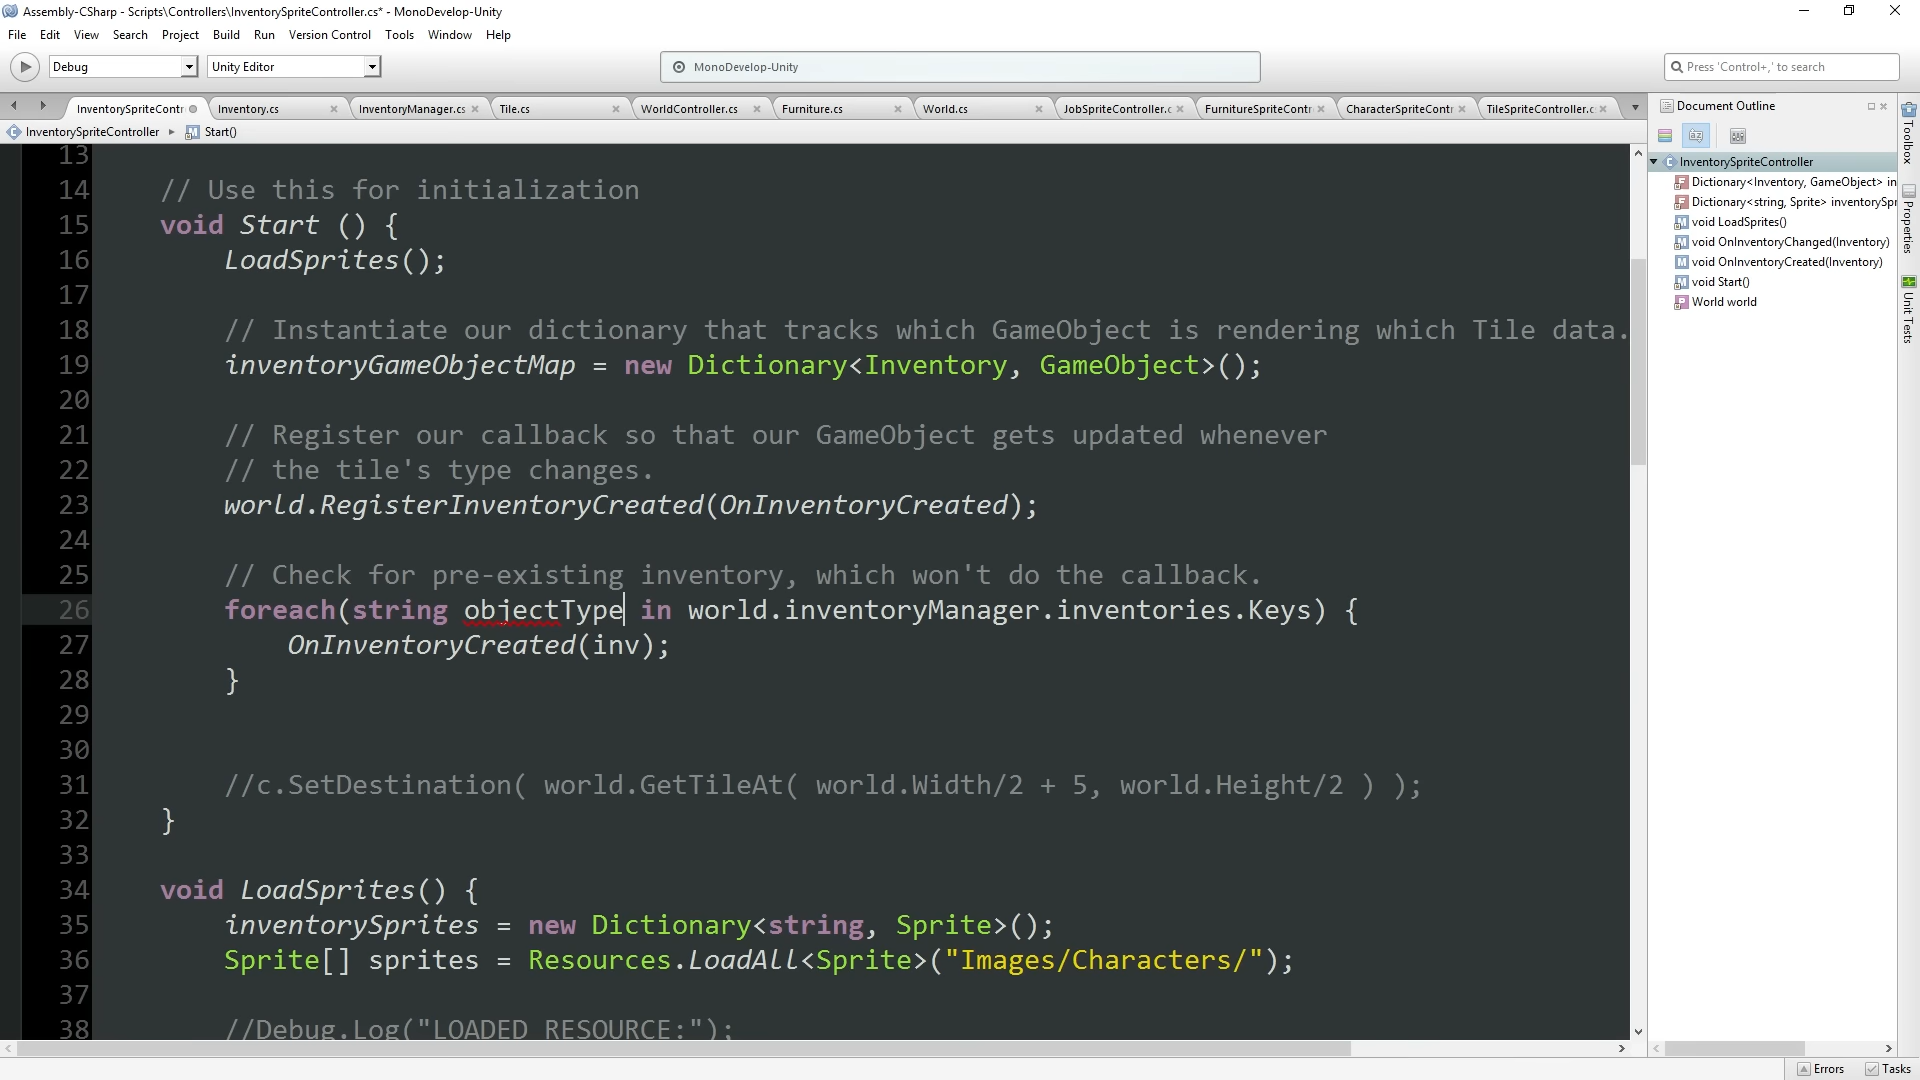 Assembly-CSharp - Scripts\Controllers\InventorySpriteController.cs* - MonoDevelop-Unity
File Edit View Search Project Build Run Version Control Tools Window Help
Debug Unity Editor MonoDevelop-Unity Press 'Control+,' to search
InventorySpriteContr Inventory.cs InventoryManager.cs Tile.cs WorldController.cs Furniture.cs World.cs JobSpriteController.c FurnitureSpriteContr CharacterSpriteContr TileSpriteController.c
InventorySpriteController Start()
13
14 // Use this for initialization
15 void Start () {
16 LoadSprites();
17
18 // Instantiate our dictionary that tracks which GameObject is rendering which Tile data.
19 inventoryGameObjectMap = new Dictionary<Inventory, GameObject>();
20
21 // Register our callback so that our GameObject gets updated whenever
22 // the tile's type changes.
23 world.RegisterInventoryCreated(OnInventoryCreated);
24
25 // Check for pre-existing inventory, which won't do the callback.
26 foreach(string objectType in world.inventoryManager.inventories.Keys) {
27 OnInventoryCreated(inv);
28 }
29
30
31 //c.SetDestination( world.GetTileAt( world.Width/2 + 5, world.Height/2 ) );
32 }
33
34 void LoadSprites() {
35 inventorySprites = new Dictionary<string, Sprite>();
36 Sprite[] sprites = Resources.LoadAll<Sprite>("Images/Characters/");
37
38 //Debug.Log("LOADED RESOURCE:");
Document Outline
InventorySpriteController
Dictionary<Inventory, GameObject> in
Dictionary<string, Sprite> inventorySpr
void LoadSprites()
void OnInventoryChanged(Inventory)
void OnInventoryCreated(Inventory)
void Start()
World world
Toolbox
Properties
Unit Tests
Errors Tasks